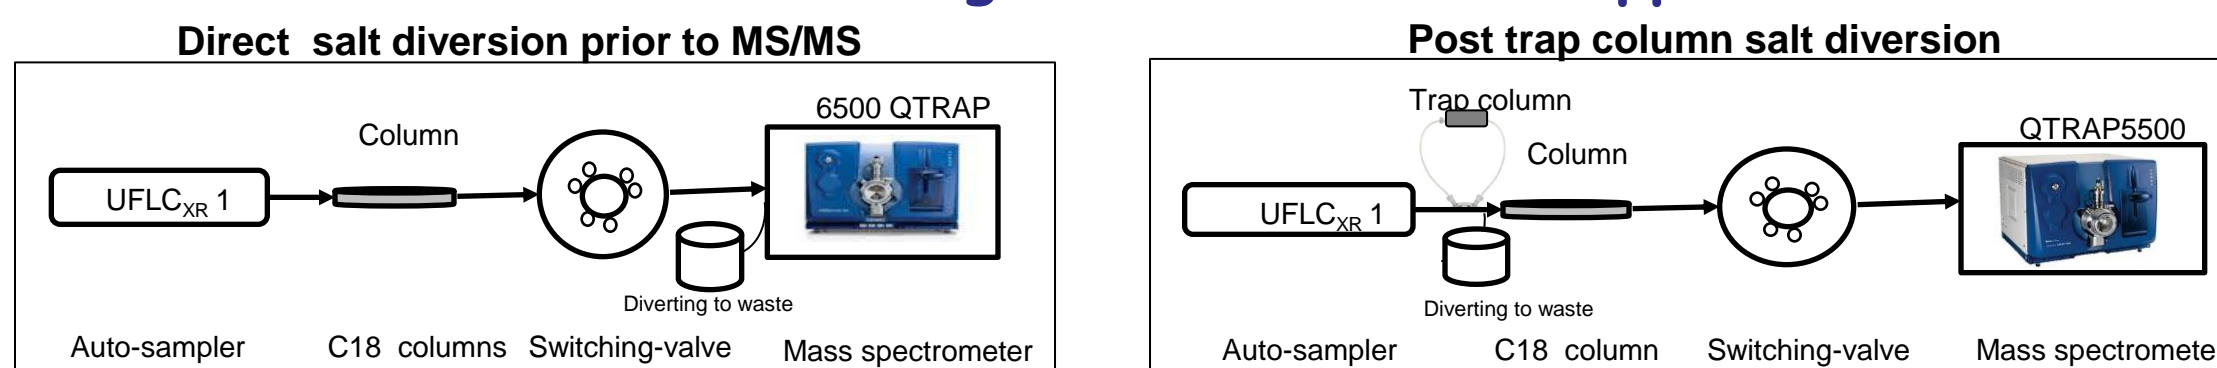 Direct salt diversion prior to MS/MS
6500 QTRAP
Column
UFLCXR 1
Diverting to waste
Auto-sampler C18 columns Switching-valve Mass spectrometer
Post trap column salt diversion
Trap column
QTRAP5500
Column
UFLCXR 1
Diverting to waste
Auto-sampler C18 column Switching-valve Mass spectromete